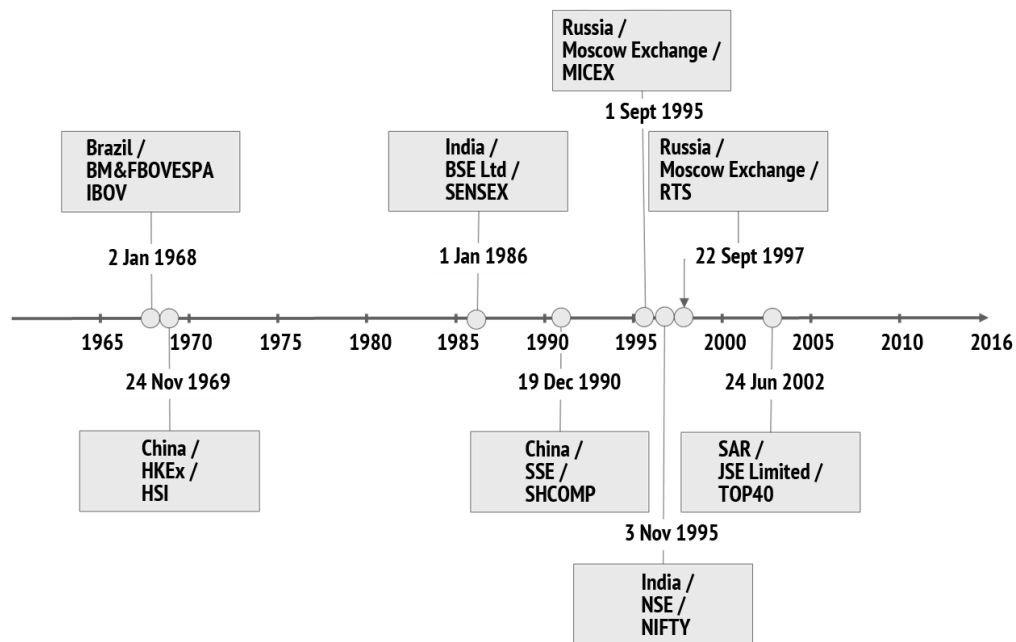 Russia /
Moscow Exchange /
MICEX
1 Sept 1995
Brazil /
BM&FBOVESPA
IBOV
2 Jan 1968
India /
BSE Ltd /
SENSEX
1 Jan 1986
Russia /
Moscow Exchange /
RTS
22 Sept 1997
1965 1970 1975 1980 1985 1990 1995 2000 2005 2010 2016
24 Nov 1969
China /
HKEx /
HSI
19 Dec 1990
China /
SSE /
SHCOMP
24 Jun 2002
SAR /
JSE Limited /
TOP40
3 Nov 1995
India /
NSE /
NIFTY